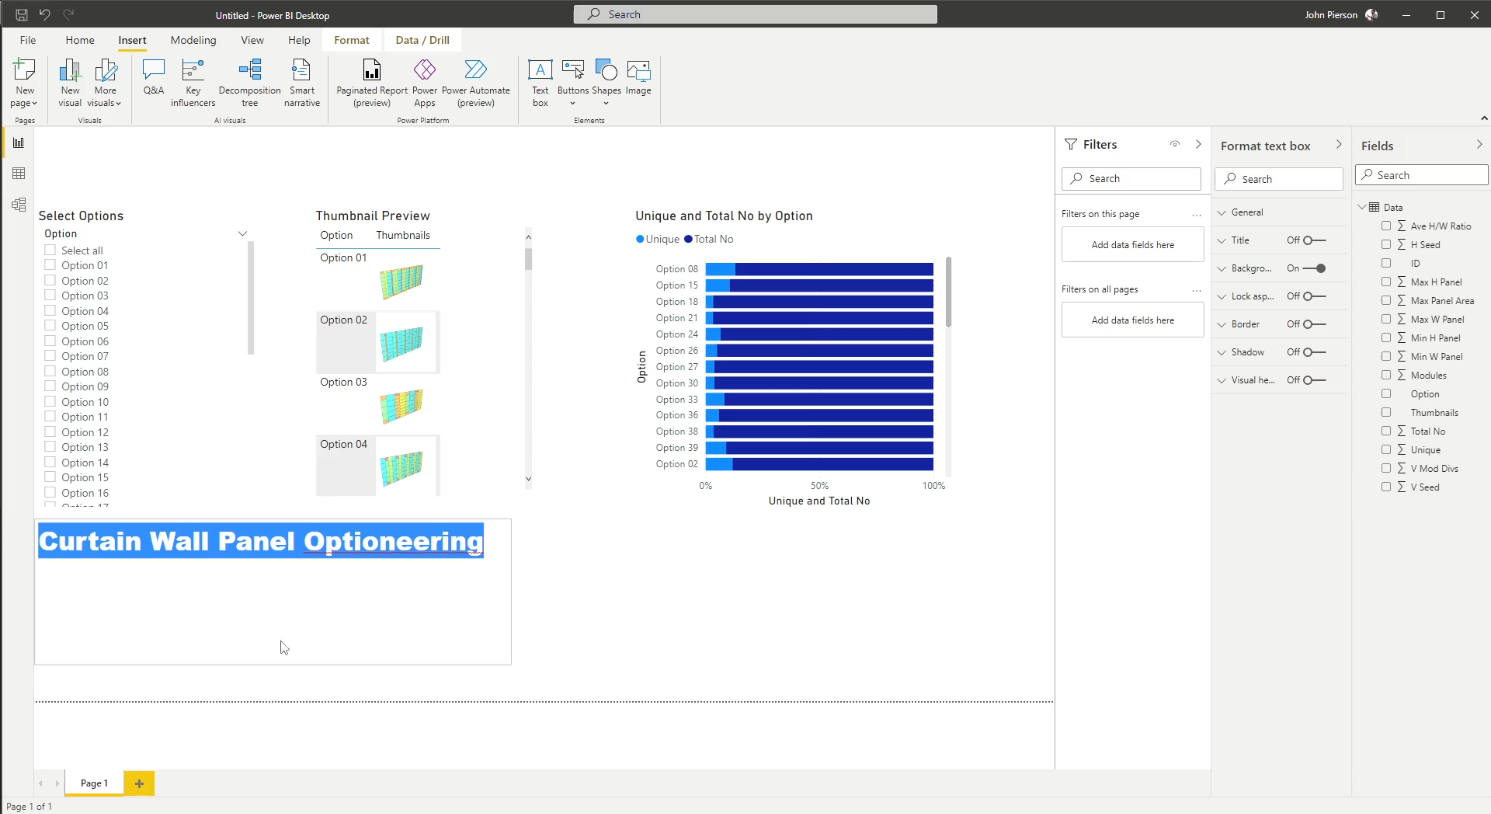 Untitled - Power BI Desktop
Search
John Pierson
File Home Insert Modeling View Help Format Data / Drill
New page
New visual
More visuals
Q&A
Key influencers
Decomposition tree
Smart narrative
Paginated Report (preview)
Power Apps
Power Automate (preview)
Text box
Buttons
Shapes
Image
Pages
Visuals
AI visuals
Power Platform
Elements
Select Options
Option
Select all
Option 01
Option 02
Option 03
Option 04
Option 05
Option 06
Option 07
Option 08
Option 09
Option 10
Option 11
Option 12
Option 13
Option 14
Option 15
Option 16
Option 17
Thumbnail Preview
Option Thumbnails
Option 01
Option 02
Option 03
Option 04
Unique and Total No by Option
Unique Total No
Option
Option 08
Option 15
Option 18
Option 21
Option 24
Option 26
Option 27
Option 30
Option 33
Option 36
Option 38
Option 39
Option 02
0% 50% 100%
Unique and Total No
Curtain Wall Panel Optioneering
Filters
Search
Filters on this page ...
Add data fields here
Filters on all pages ...
Add data fields here
Format text box
Search
General
Title Off
Backgro... On
Lock asp... Off
Border Off
Shadow Off
Visual he... Off
Fields
Search
Data
Ave H/W Ratio
H Seed
ID
Max H Panel
Max Panel Area
Max W Panel
Min H Panel
Min W Panel
Modules
Option
Thumbnails
Total No
Unique
V Mod Divs
V Seed
Page 1
Page 1 of 1